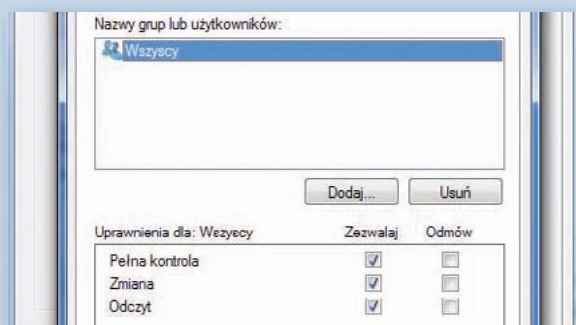 Nazwy grup lub użytkowników:
Wszyscy
Dodaj... Usuń
Uprawnienia dla: Wszyscy Zezwalaj Odmów
Pełna kontrola
Zmiana
Odczyt